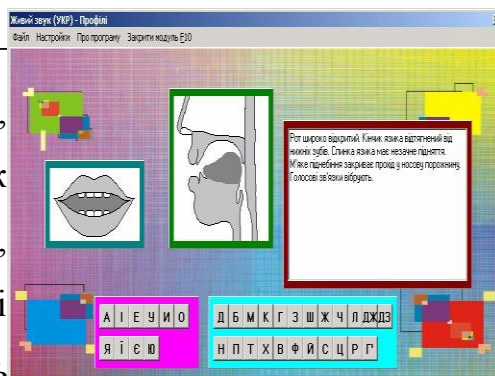 Живий звук (УКР) - Профілі
Файл Настройки Про програму Закрити модуль F10
Рот широко відкритий. Кінчик язика відтягнений від
нижніх зубів. Спинка язика має незначне підняття.
М'яке піднебіння закриває прохід у носову порожнину.
Голосові зв'язки вібрують.
А І Е У И О
Я Ї Є Ю
Д Б М К Г З Ш Ж Ч Л ДЖ ДЗ
Н П Т Х В Ф Й С Ц Р Г'
,
к
,
і